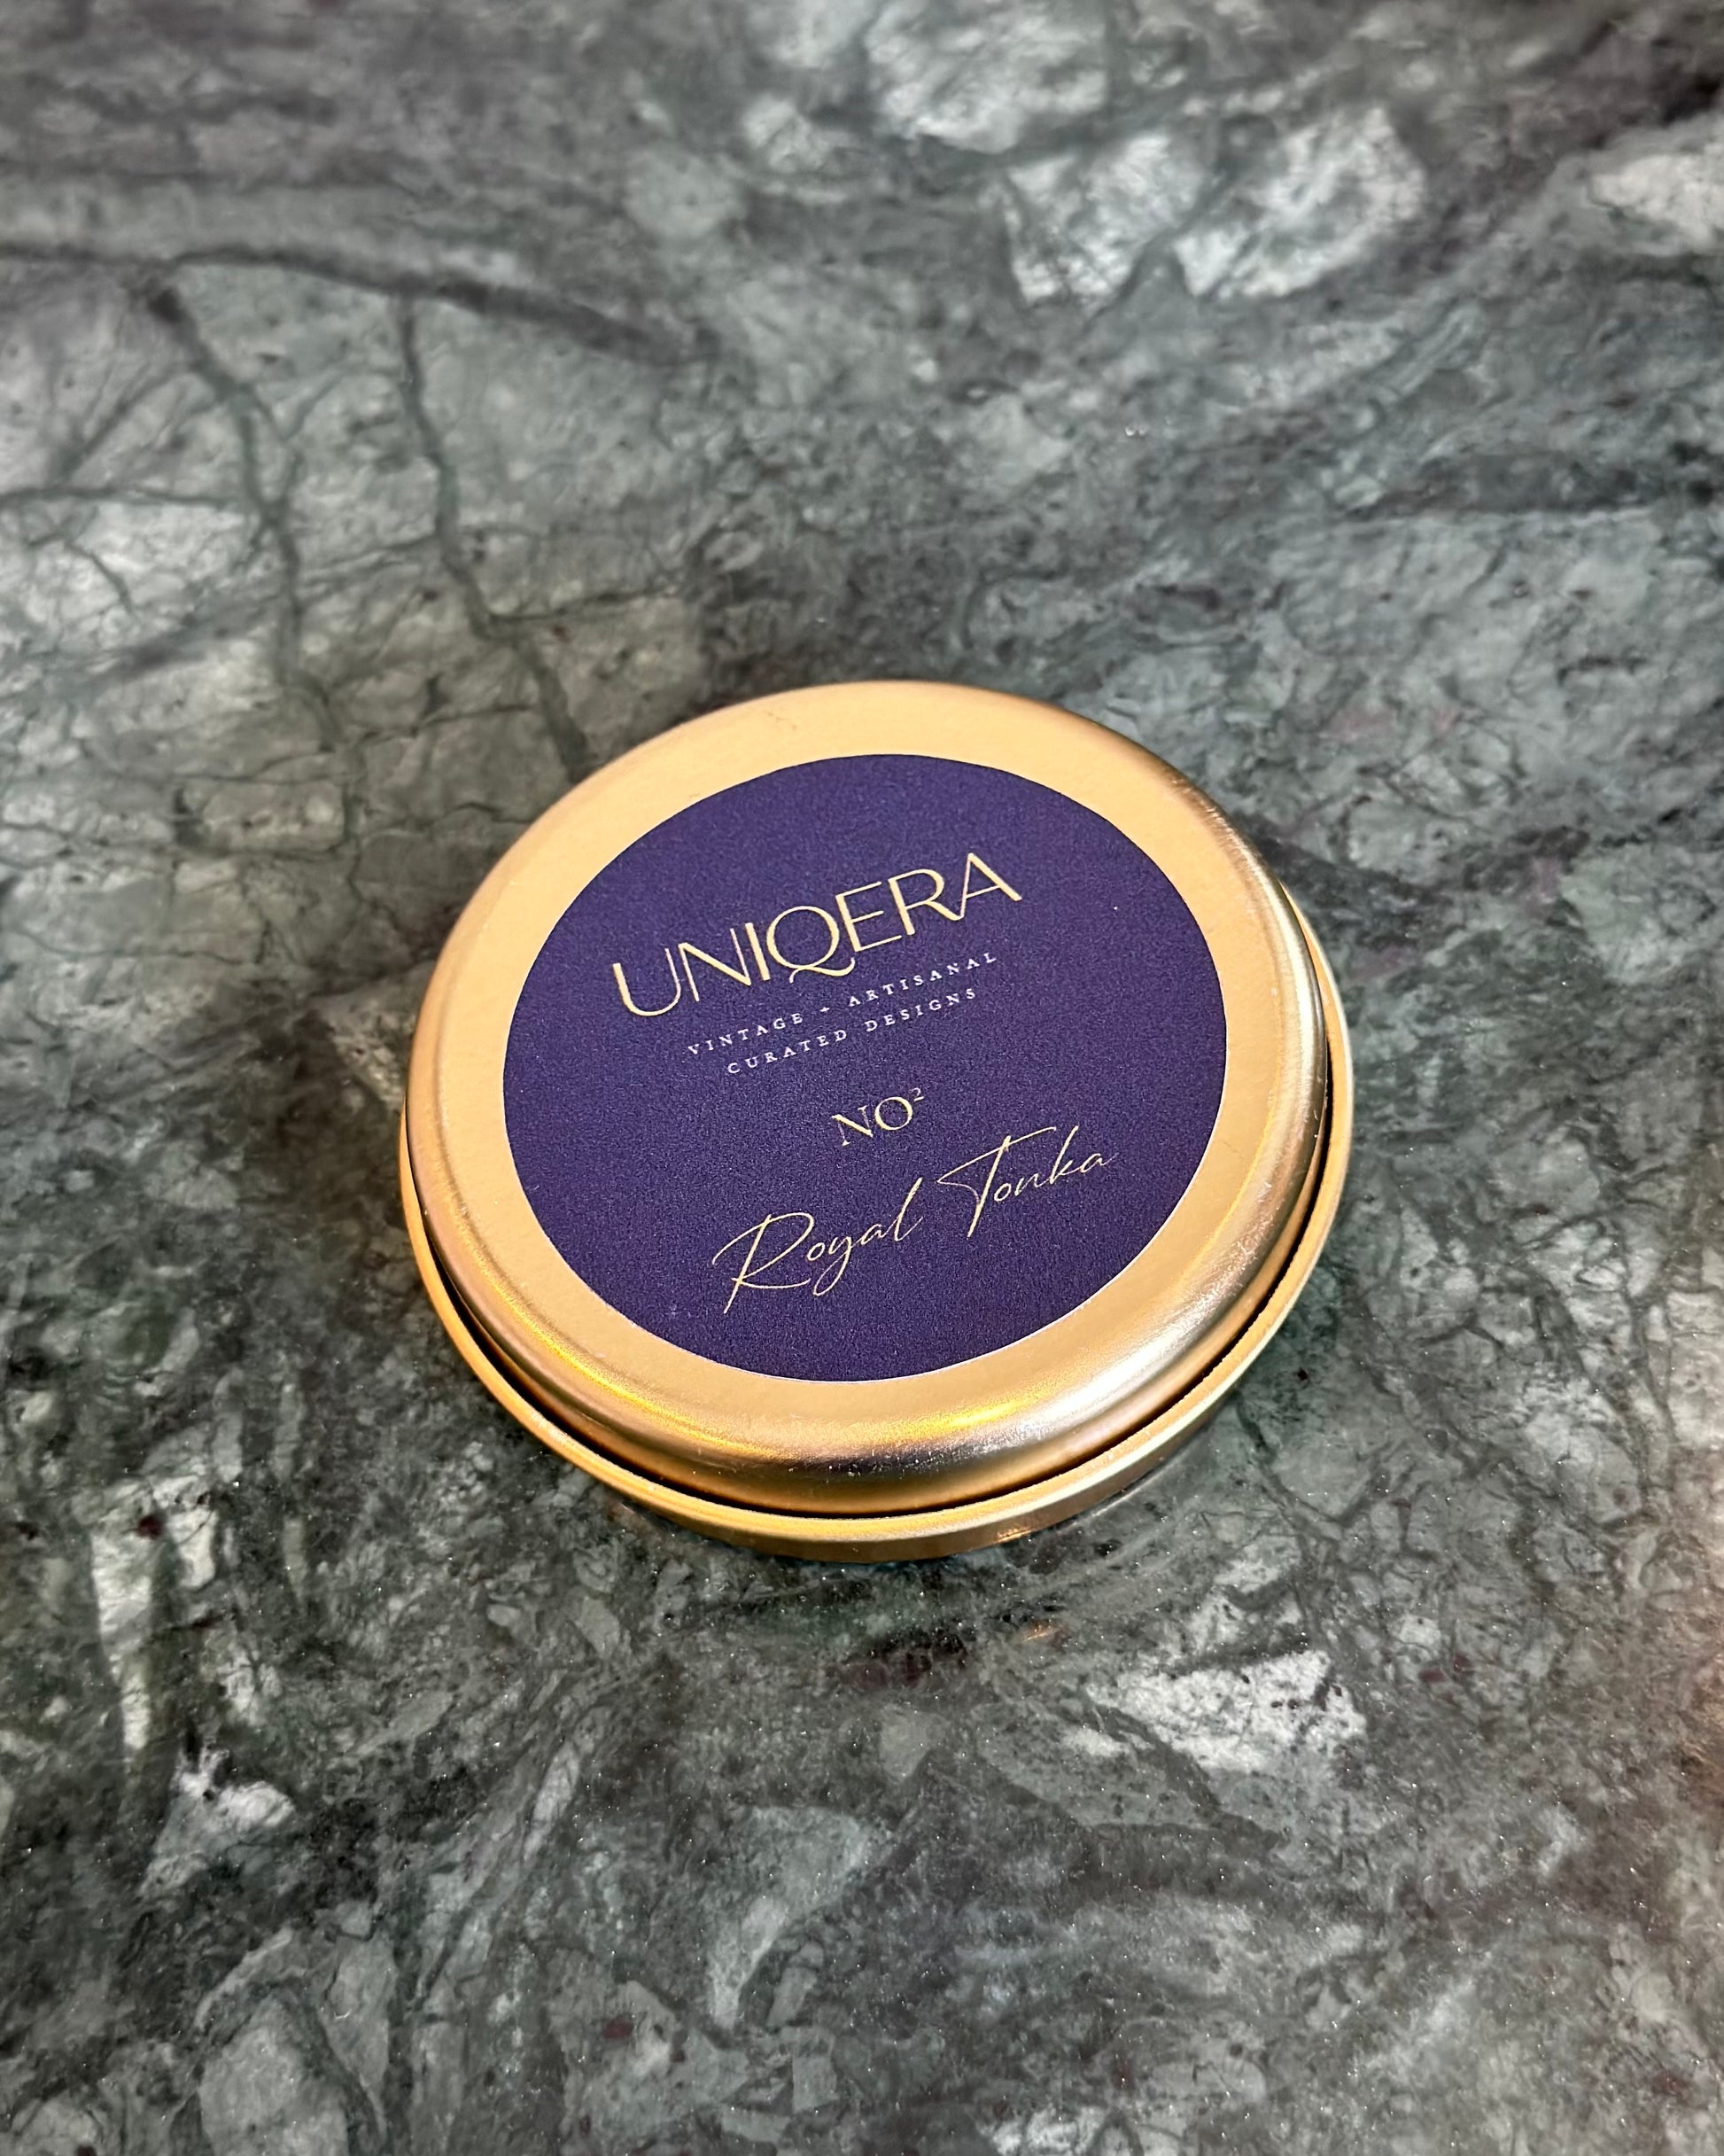 UNIQERA
VINTAGE + ARTISANAL
CURATED DESIGNS
NO²
Royal Tonka